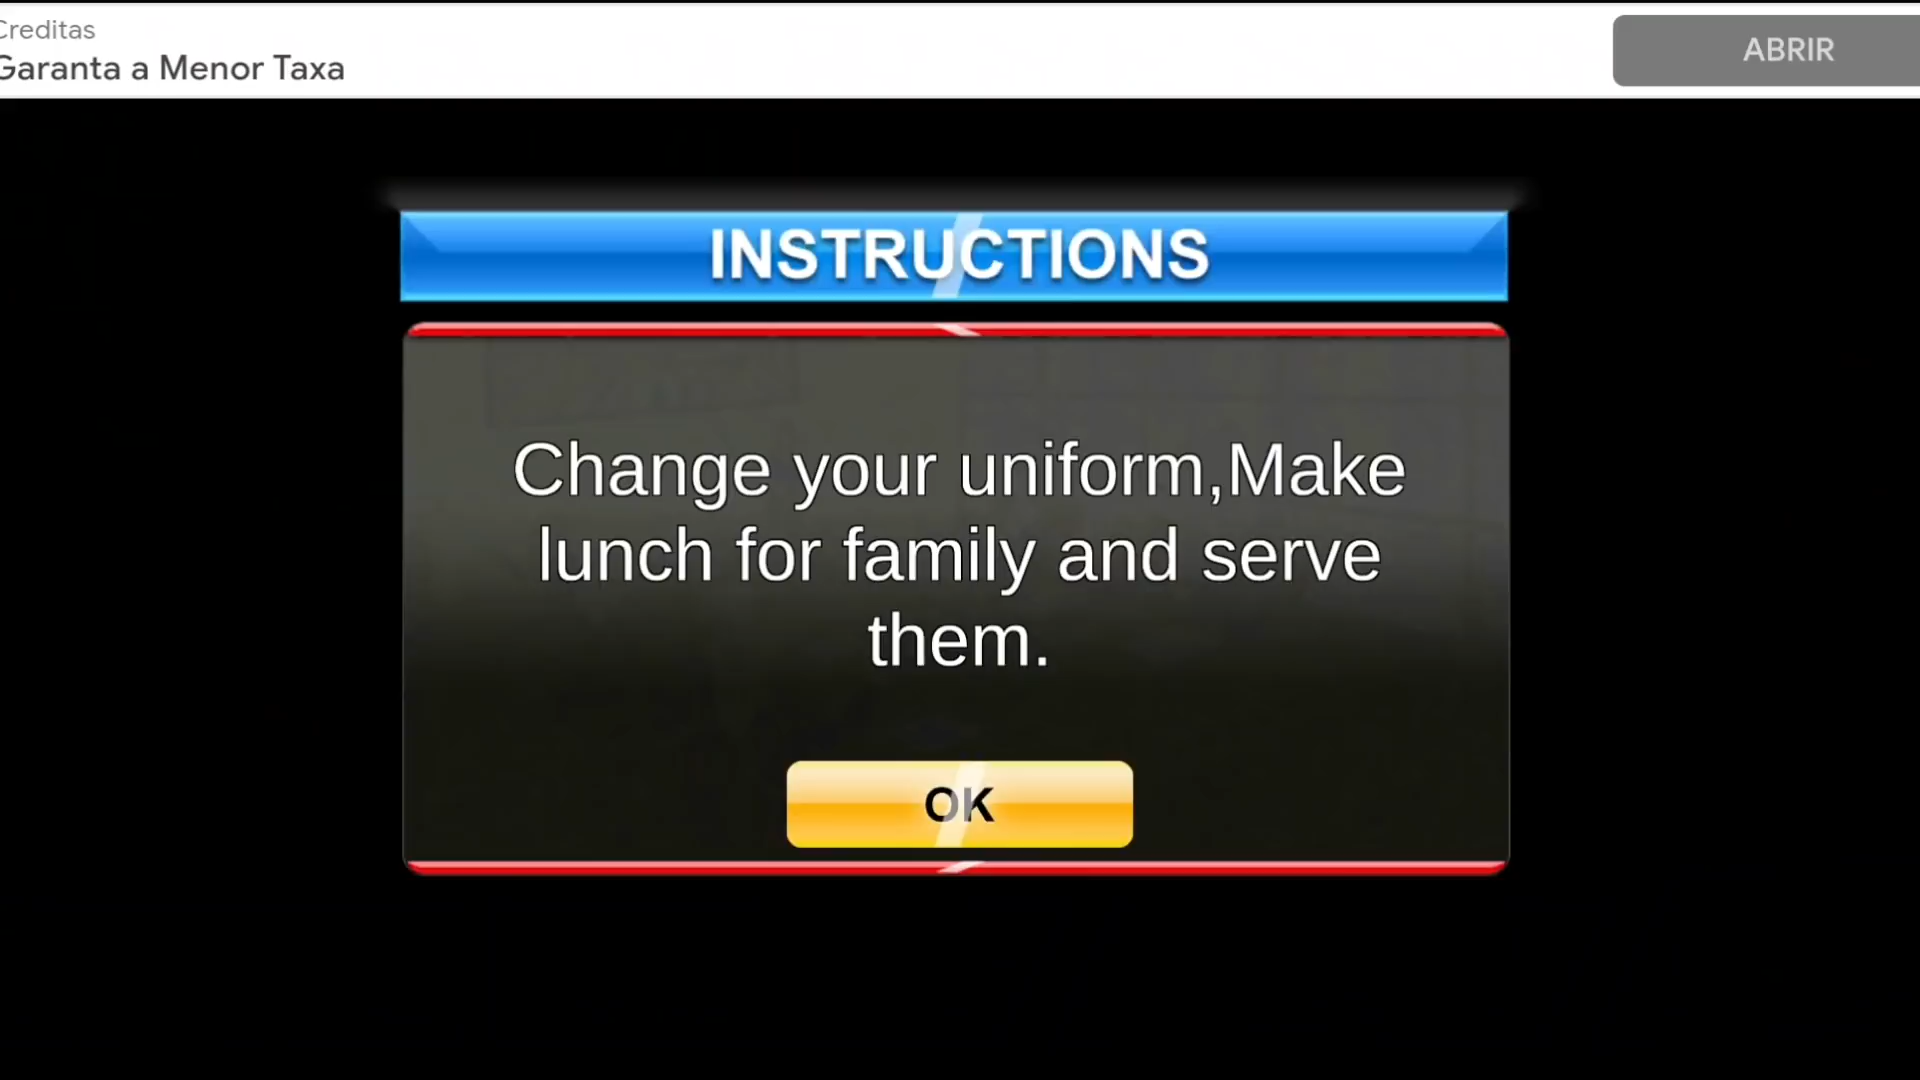 Creditas
Garanta a Menor Taxa
ABRIR
INSTRUCTIONS
Change your uniform,Make
lunch for family and serve
them.
OK